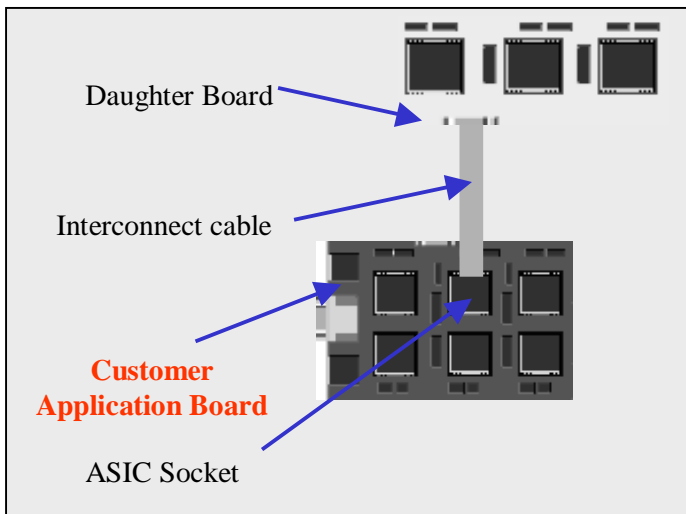 Daughter Board
Interconnect cable
Customer
Application Board
ASIC Socket